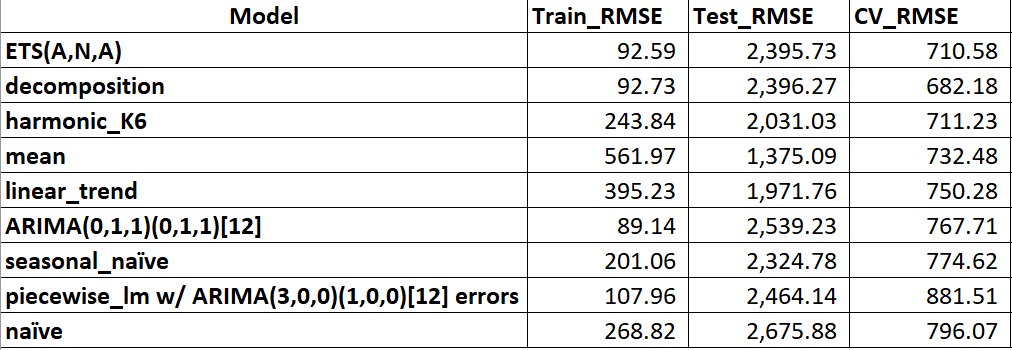 Model Train_RMSE Test_RMSE CV_RMSE
ETS(A,N,A) 92.59 2,395.73 710.58
decomposition 92.73 2,396.27 682.18
harmonic_K6 243.84 2,031.03 711.23
mean 561.97 1,375.09 732.48
linear_trend 395.23 1,971.76 750.28
ARIMA(0,1,1)(0,1,1)[12] 89.14 2,539.23 767.71
seasonal_naïve 201.06 2,324.78 774.62
piecewise_lm w/ ARIMA(3,0,0)(1,0,0)[12] errors 107.96 2,464.14 881.51
naïve 268.82 2,675.88 796.07